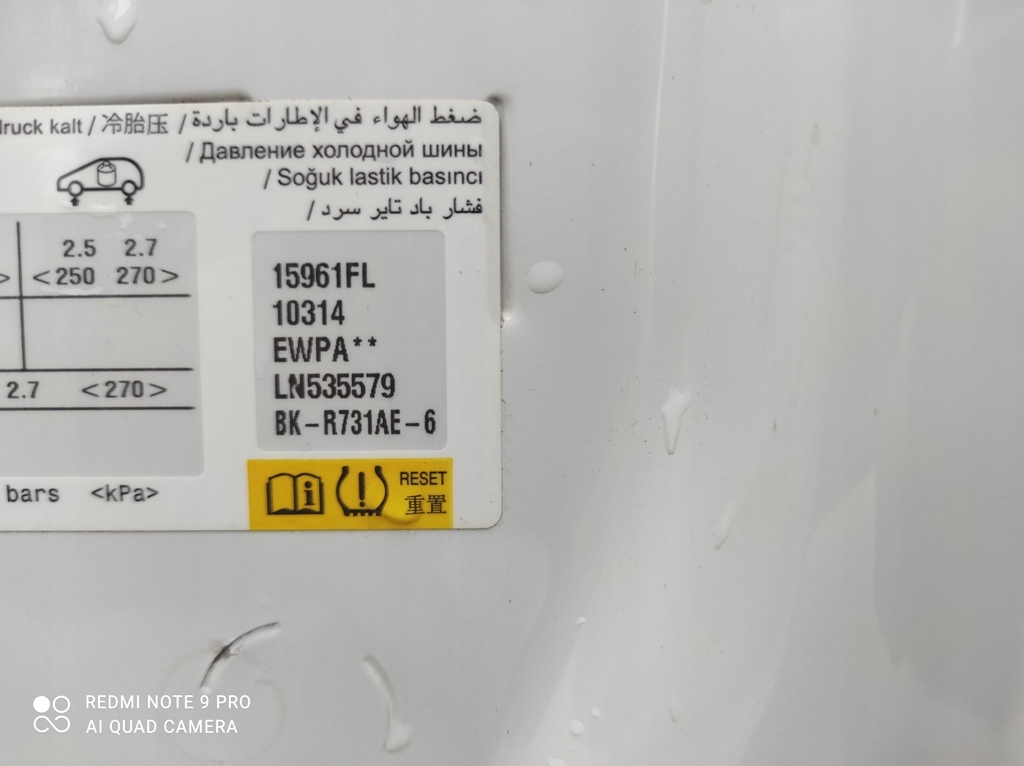 druck kalt / 冷胎压 / ضغط الهواء في الإطارات باردة
/ Давление холодной шины
/ Soğuk lastik basıncı
/ فشار باد تایر سرد
2.5 2.7
> <250 270>
2.7 <270>
bars <kPa>
15961FL
10314
EWPA**
LN535579
BK-R731AE-6
RESET
重置
REDMI NOTE 9 PRO
AI QUAD CAMERA